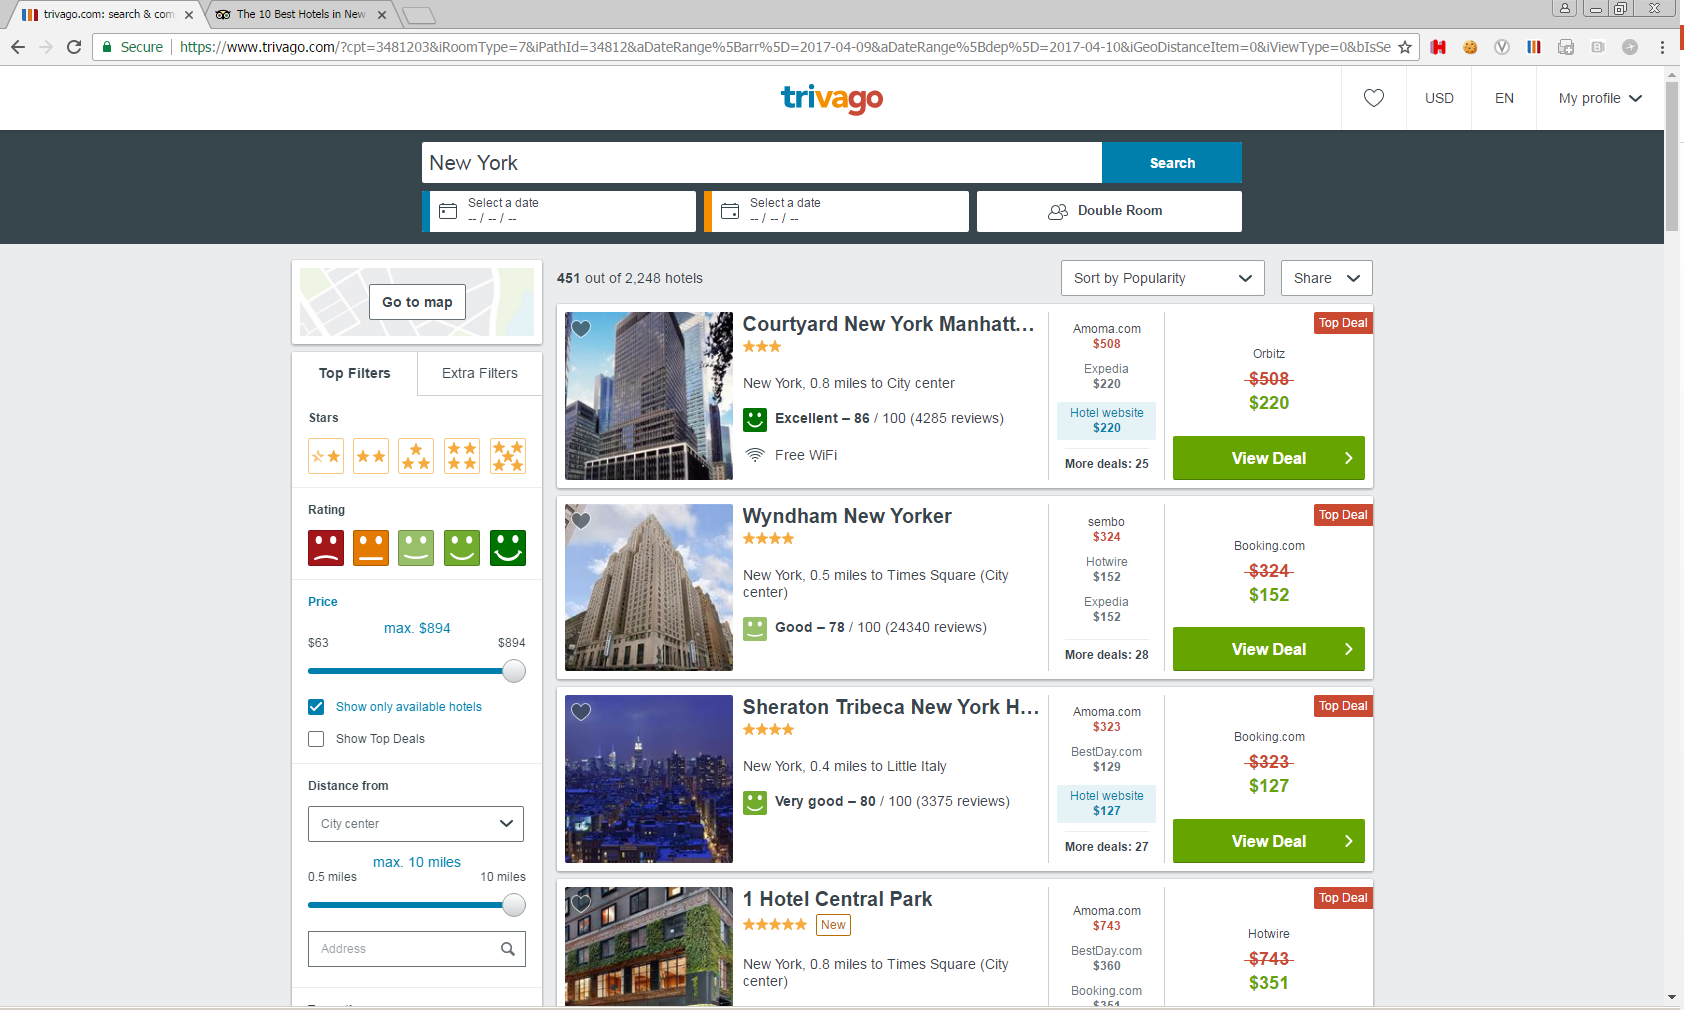 trivago.com: search & com
The 10 Best Hotels in New
Secure
https://www.trivago.com/?cpt=3481203&iRoomType=7&iPathId=34812&aDateRange%5Barr%5D=2017-04-09&aDateRange%5Bdep%5D=2017-04-10&iGeoDistanceItem=0&iViewType=0&bIsSe
trivago
USD
EN
My profile
New York
Search
Select a date
-- / -- / --
Select a date
-- / -- / --
Double Room
Go to map
Top Filters
Extra Filters
Stars
Rating
Price
max. $894
$63
$894
Show only available hotels
Show Top Deals
Distance from
City center
max. 10 miles
0.5 miles
10 miles
Address
451 out of 2,248 hotels
Sort by Popularity
Share
Courtyard New York Manhatt...
New York, 0.8 miles to City center
Excellent – 86 / 100 (4285 reviews)
Free WiFi
Amoma.com
$508
Expedia
$220
Hotel website
$220
More deals: 25
Top Deal
Orbitz
$508
$220
View Deal
Wyndham New Yorker
New York, 0.5 miles to Times Square (City
center)
Good – 78 / 100 (24340 reviews)
sembo
$324
Hotwire
$152
Expedia
$152
More deals: 28
Top Deal
Booking.com
$324
$152
View Deal
Sheraton Tribeca New York H...
New York, 0.4 miles to Little Italy
Very good – 80 / 100 (3375 reviews)
Amoma.com
$323
BestDay.com
$129
Hotel website
$127
More deals: 27
Top Deal
Booking.com
$323
$127
View Deal
1 Hotel Central Park
New
New York, 0.8 miles to Times Square (City
center)
Amoma.com
$743
BestDay.com
$360
Booking.com
$351
Top Deal
Hotwire
$743
$351